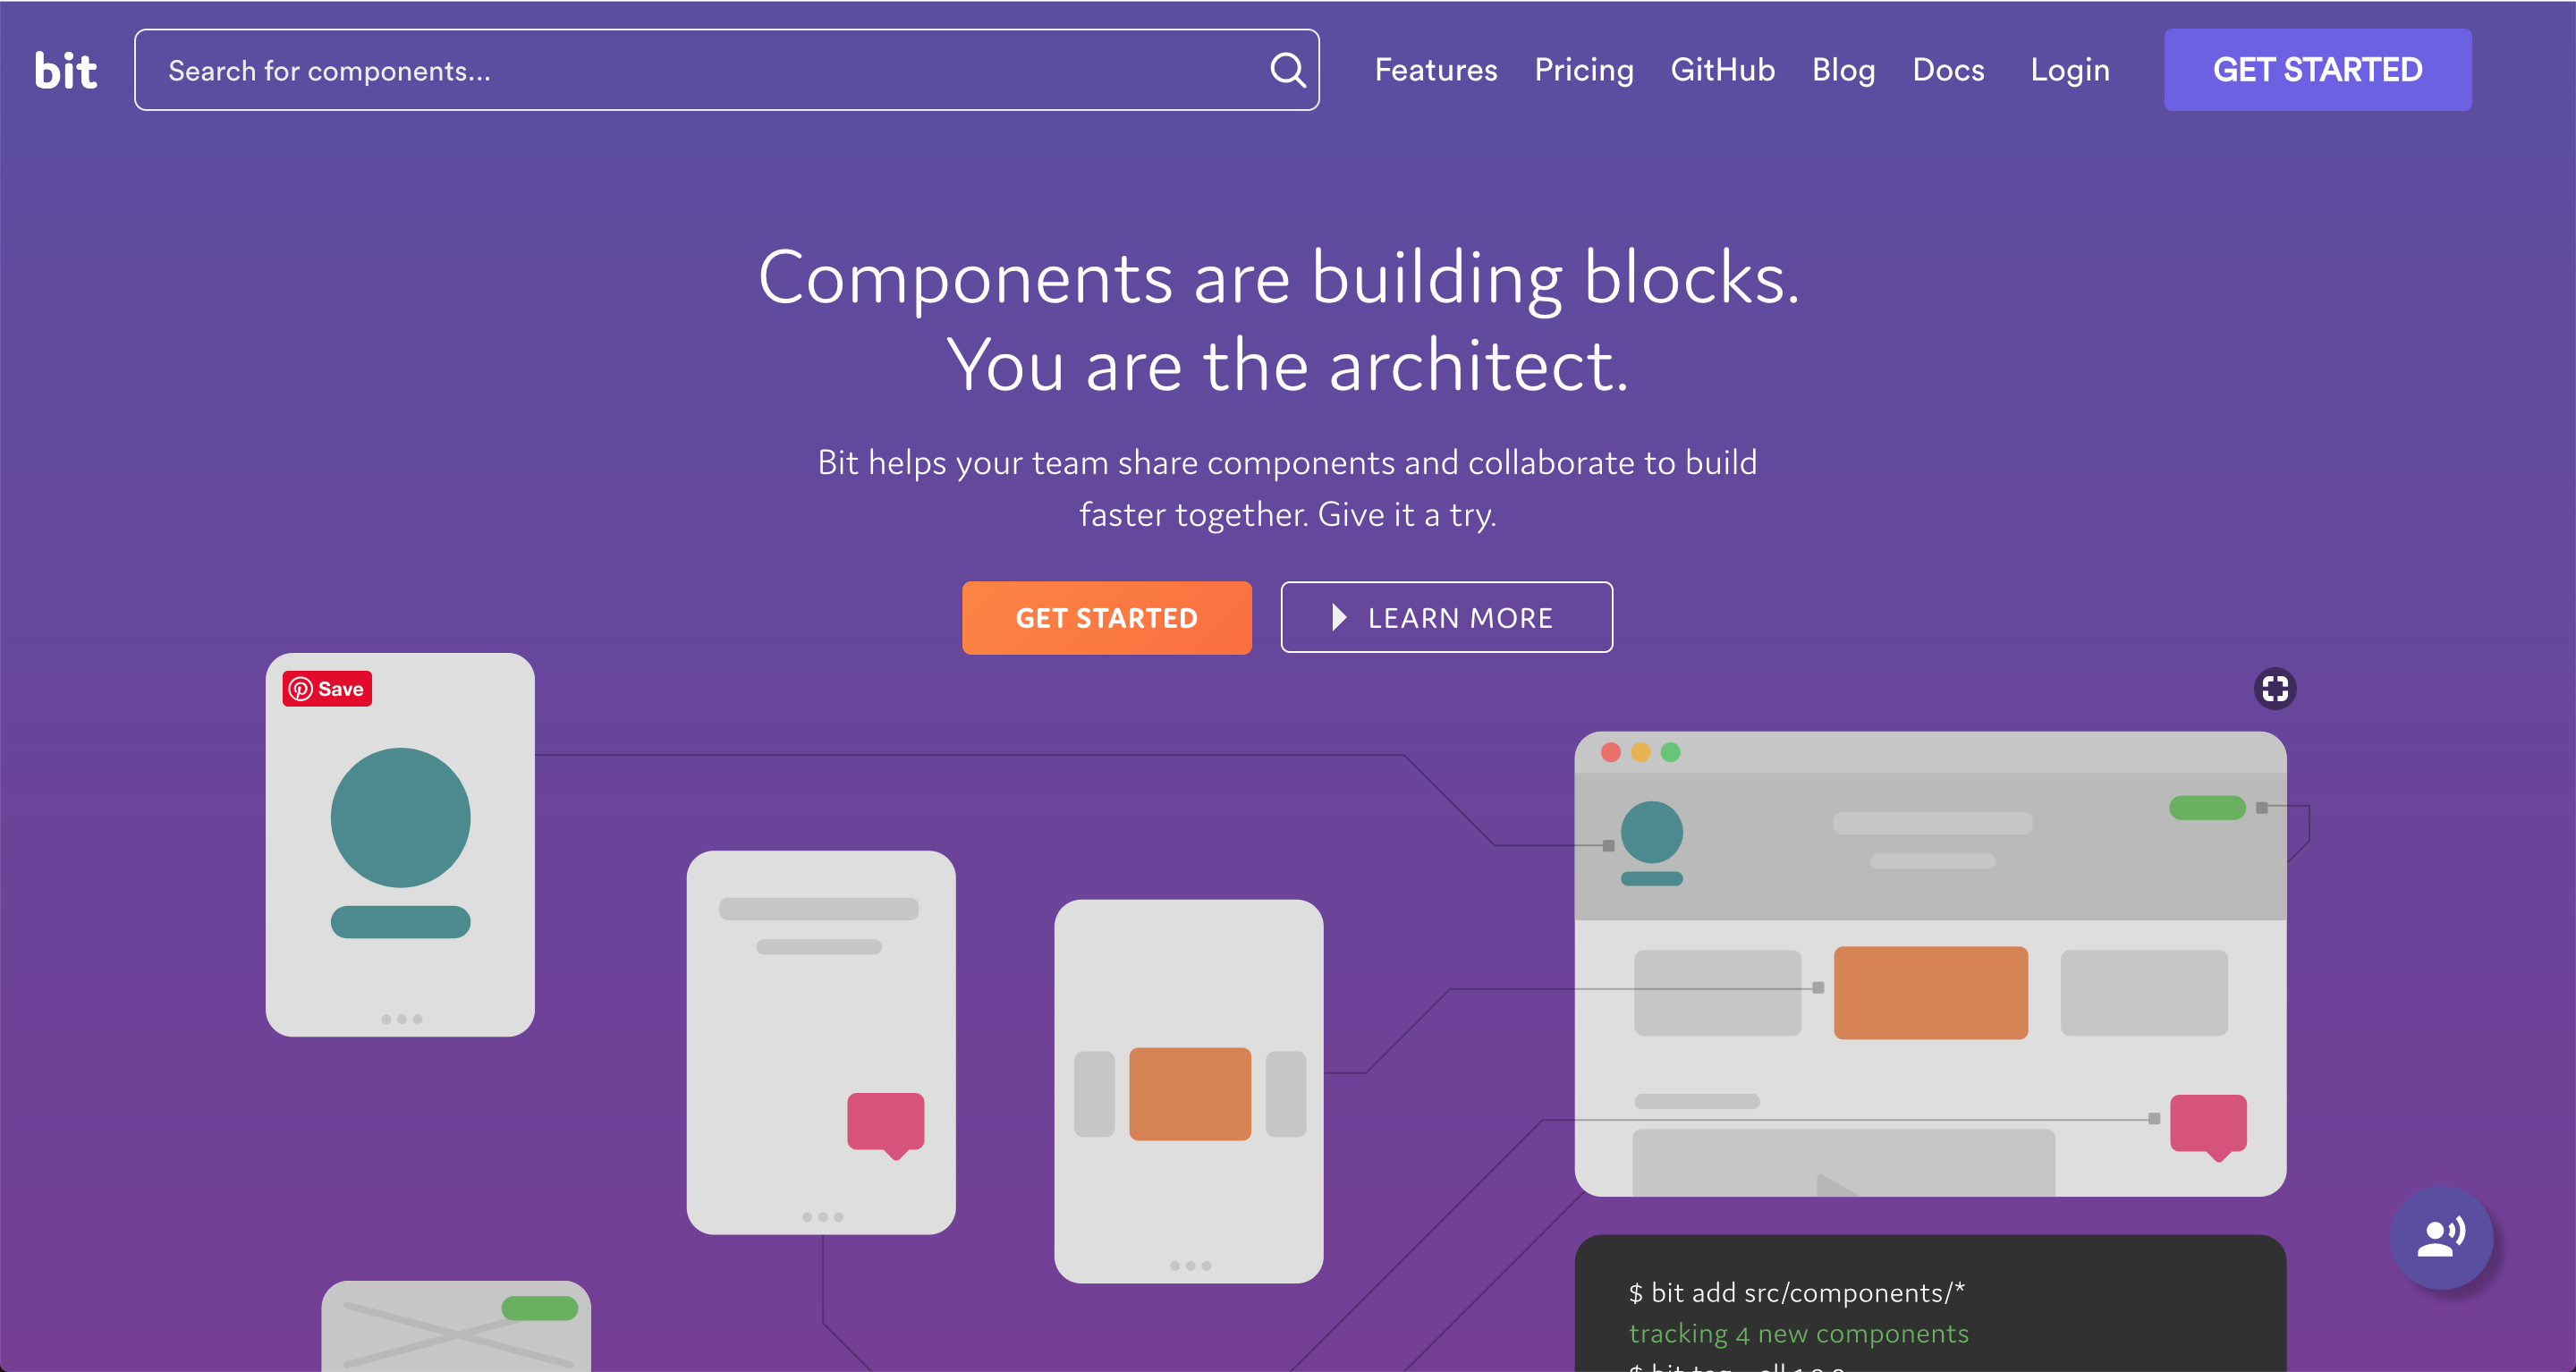 bit
Search for components...
Features Pricing GitHub Blog Docs Login GET STARTED
Components are building blocks.
You are the architect.
Bit helps your team share components and collaborate to build
faster together. Give it a try.
GET STARTED
LEARN MORE
Save
$ bit add src/components/*
tracking 4 new components